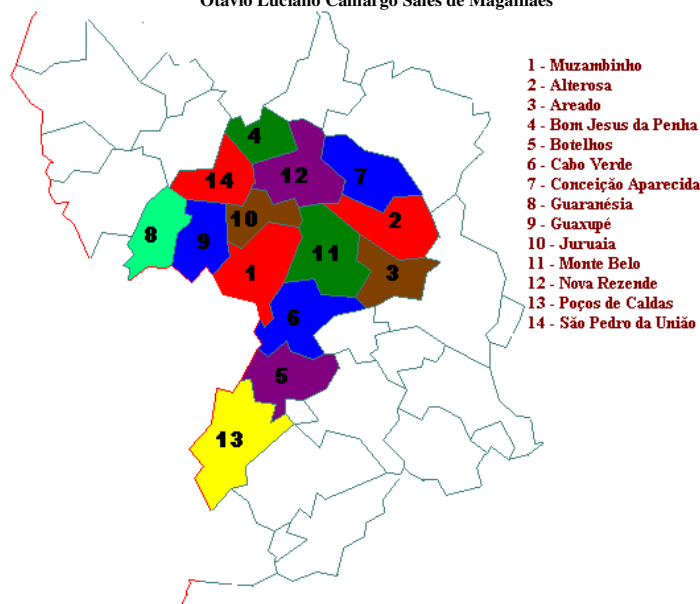 Otávio Luciano Camargo Sales de Magalhães
1 - Muzambinho
2 - Alterosa
3 - Areado
4 - Bom Jesus da Penha
5 - Botelhos
6 - Cabo Verde
7 - Conceição Aparecida
8 - Guaranésia
9 - Guaxupé
10 - Juruaia
11 - Monte Belo
12 - Nova Rezende
13 - Poços de Caldas
14 - São Pedro da União
4
12
7
14
10
2
8
9
11
1
3
6
5
13